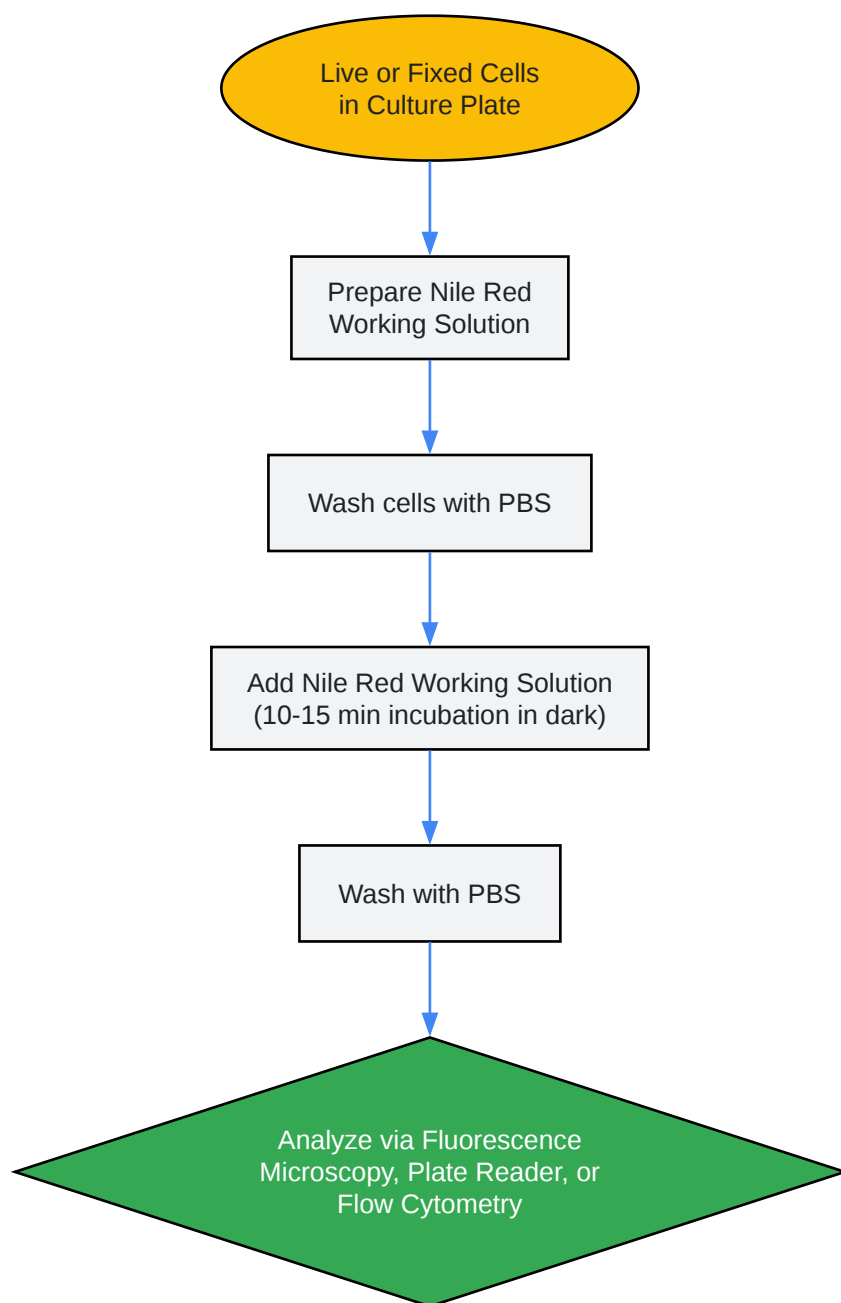 Live or Fixed Cells
in Culture Plate
Prepare Nile Red
Working Solution
Wash cells with PBS
Add Nile Red Working Solution
(10-15 min incubation in dark)
Wash with PBS
Analyze via Fluorescence
Microscopy, Plate Reader, or
Flow Cytometry